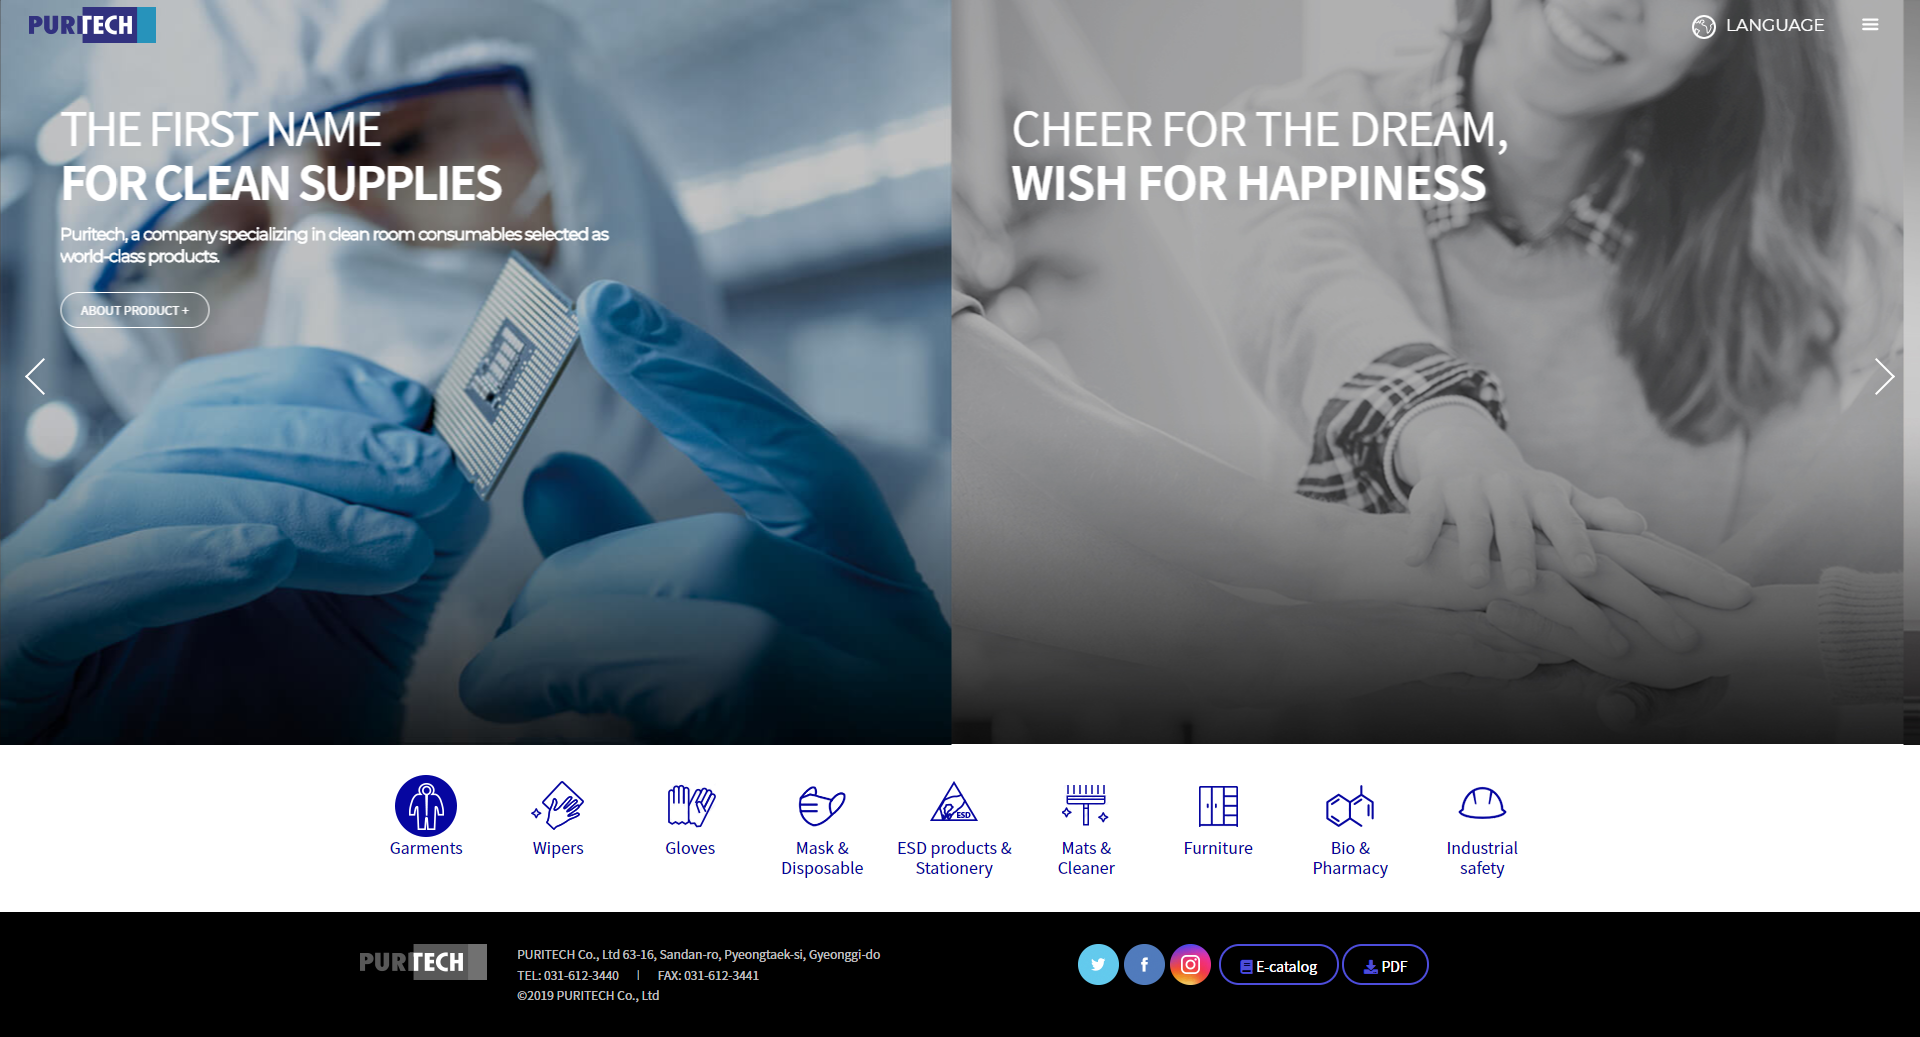 PURITECH
LANGUAGE
THE FIRST NAME
FOR CLEAN SUPPLIES
Puritech, a company specializing in clean room consumables selected as
world-class products.
ABOUT PRODUCT +
CHEER FOR THE DREAM,
WISH FOR HAPPINESS
Garments
Wipers
Gloves
Mask &
Disposable
ESD
ESD products &
Stationery
Mats &
Cleaner
Furniture
Bio &
Pharmacy
Industrial
safety
PURITECH
PURITECH Co., Ltd 63-16, Sandan-ro, Pyeongtaek-si, Gyeonggi-do
TEL: 031-612-3440 | FAX: 031-612-3441
©2019 PURITECH Co., Ltd
E-catalog
PDF